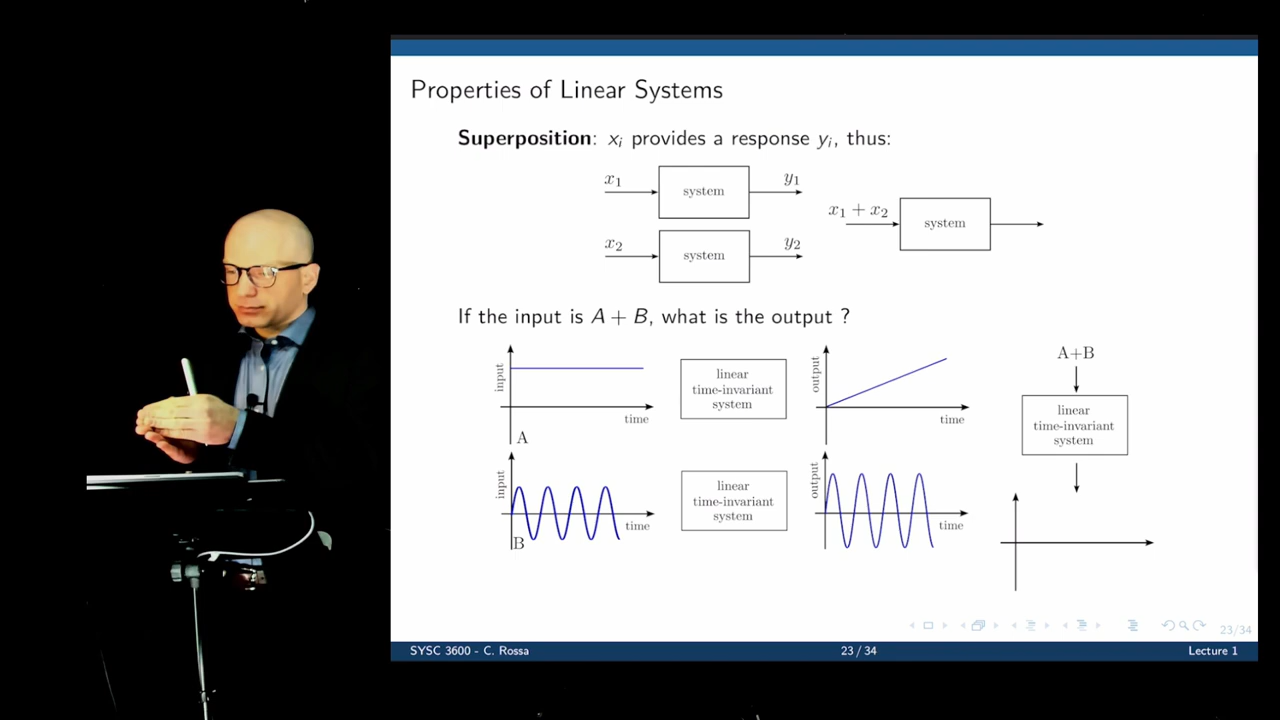 Properties of Linear Systems
Superposition: xᵢ provides a response yᵢ, thus:
x₁ system y₁
x₁ + x₂ system
x₂ system y₂
If the input is A + B, what is the output ?
input
time
A
linear
time-invariant
system
output
time
A+B
linear
time-invariant
system
input
time
B
linear
time-invariant
system
output
time
23/34
SYSC 3600 - C. Rossa 23 / 34 Lecture 1